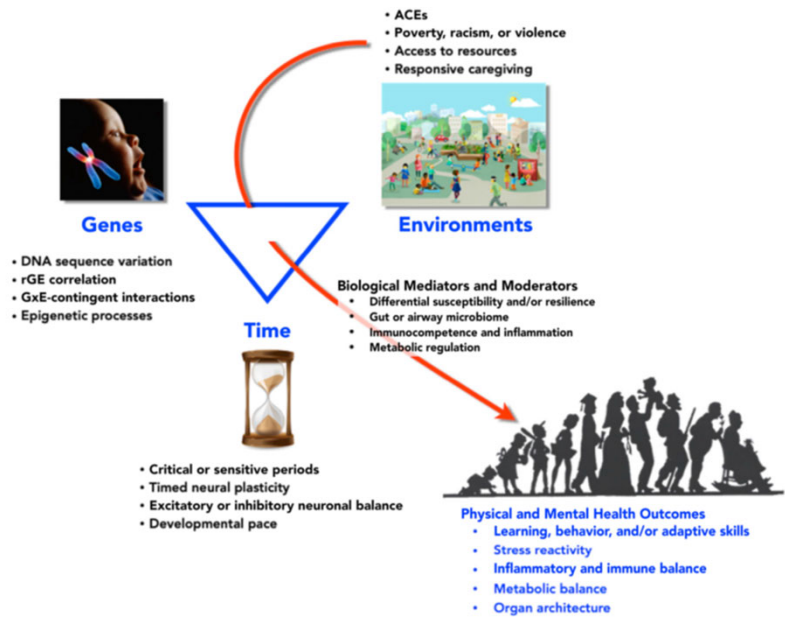 • ACEs
• Poverty, racism, or violence
• Access to resources
• Responsive caregiving
Genes
Environments
• DNA sequence variation
• rGE correlation
• GxE-contingent interactions
• Epigenetic processes
Biological Mediators and Moderators
• Differential susceptibility and/or resilience
• Gut or airway microbiome
• Immunocompetence and inflammation
• Metabolic regulation
Time
• Critical or sensitive periods
• Timed neural plasticity
• Excitatory or inhibitory neuronal balance
• Developmental pace
Physical and Mental Health Outcomes
• Learning, behavior, and/or adaptive skills
• Stress reactivity
• Inflammatory and immune balance
• Metabolic balance
• Organ architecture